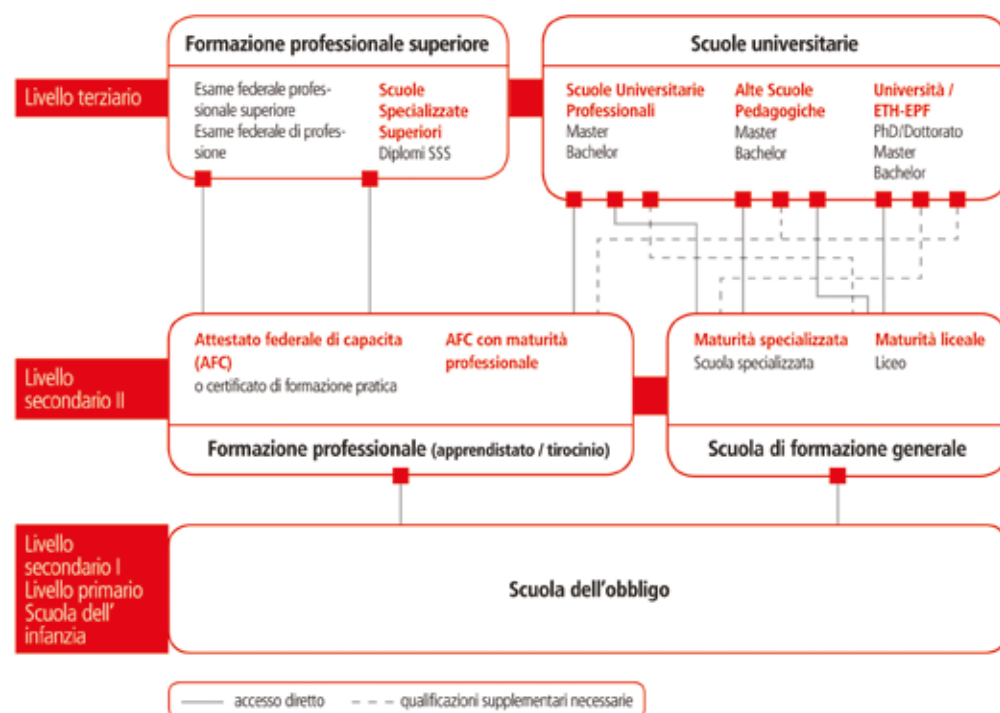 Formazione professionale superiore
Scuole universitarie
Livello terziario
Esame federale profes-
sionale superiore
Esame federale di profes-
sione
Scuole
Specializzate
Superiori
Diplomi SSS
Scuole Universitarie
Professionali
Master
Bachelor
Alte Scuole
Pedagogiche
Master
Bachelor
Università /
ETH-EPF
PhD/Dottorato
Master
Bachelor
Livello
secondario II
Attestato federale di capacita
(AFC)
o certificato di formazione pratica
AFC con maturità
professionale
Maturità specializzata
Scuola specializzata
Maturità liceale
Liceo
Formazione professionale (apprendistato / tirocinio)
Scuola di formazione generale
Livello
secondario I
Livello primario
Scuola dell'
infanzia
Scuola dell'obbligo
accesso diretto
qualificazioni supplementari necessarie